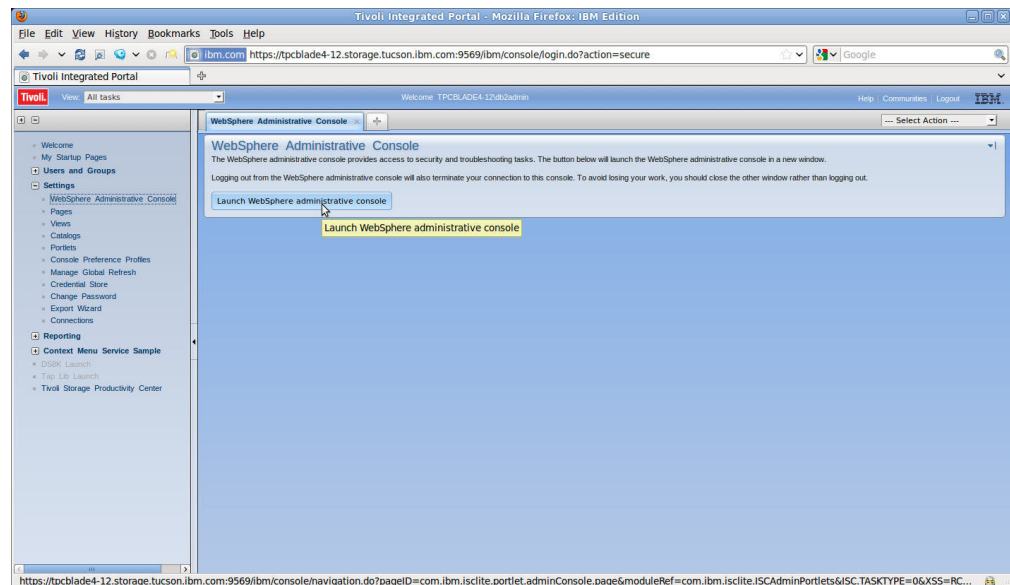 Tivoli Integrated Portal - Mozilla Firefox: IBM Edition
File Edit View History Bookmarks Tools Help
ibm.com https://tpcblade4-12.storage.tucson.ibm.com:9569/ibm/console/login.do?action=secure
Google
Tivoli Integrated Portal
Tivoli. View: All tasks Welcome TPCBLADE4-12\db2admin Help Communities Logout IBM.
WebSphere Administrative Console
--- Select Action ---
Welcome
My Startup Pages
Users and Groups
Settings
WebSphere Administrative Console
Pages
Views
Catalogs
Portlets
Console Preference Profiles
Manage Global Refresh
Credential Store
Change Password
Export Wizard
Connections
Reporting
Context Menu Service Sample
DS8K Launch
Tap Lib Launch
Tivoli Storage Productivity Center
WebSphere Administrative Console
The WebSphere administrative console provides access to security and troubleshooting tasks. The button below will launch the WebSphere administrative console in a new window.
Logging out from the WebSphere administrative console will also terminate your connection to this console. To avoid losing your work, you should close the other window rather than logging out.
Launch WebSphere administrative console
Launch WebSphere administrative console
https://tpcblade4-12.storage.tucson.ibm.com:9569/ibm/console/navigation.do?pageID=com.ibm.isclite.portlet.adminConsole.page&moduleRef=com.ibm.isclite.ISCAdminPortlets&ISC.TASKTYPE=0&XSS=RC...